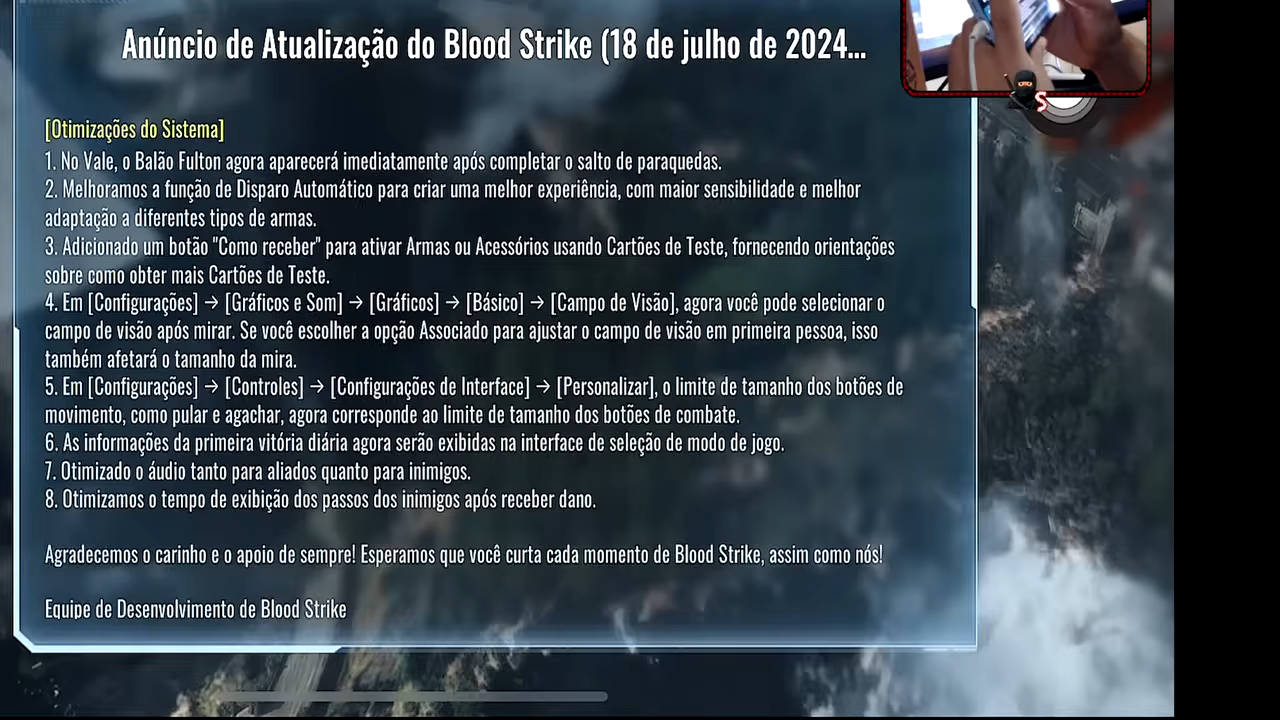 Anúncio de Atualização do Blood Strike (18 de julho de 2024...
[Otimizações do Sistema]
1. No Vale, o Balão Fulton agora aparecerá imediatamente após completar o salto de paraquedas.
2. Melhoramos a função de Disparo Automático para criar uma melhor experiência, com maior sensibilidade e melhor
adaptação a diferentes tipos de armas.
3. Adicionado um botão "Como receber" para ativar Armas ou Acessórios usando Cartões de Teste, fornecendo orientações
sobre como obter mais Cartões de Teste.
4. Em [Configurações] → [Gráficos e Som] → [Gráficos] → [Básico] → [Campo de Visão], agora você pode selecionar o
campo de visão após mirar. Se você escolher a opção Associado para ajustar o campo de visão em primeira pessoa, isso
também afetará o tamanho da mira.
5. Em [Configurações] → [Controles] → [Configurações de Interface] → [Personalizar], o limite de tamanho dos botões de
movimento, como pular e agachar, agora corresponde ao limite de tamanho dos botões de combate.
6. As informações da primeira vitória diária agora serão exibidas na interface de seleção de modo de jogo.
7. Otimizado o áudio tanto para aliados quanto para inimigos.
8. Otimizamos o tempo de exibição dos passos dos inimigos após receber dano.
Agradecemos o carinho e o apoio de sempre! Esperamos que você curta cada momento de Blood Strike, assim como nós!
Equipe de Desenvolvimento de Blood Strike
S